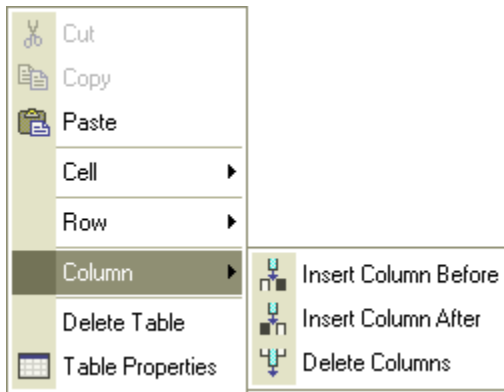 Cut
Copy
Paste
Cell
Row
Column
Insert Column Before
Insert Column After
Delete Table
Delete Columns
Table Properties